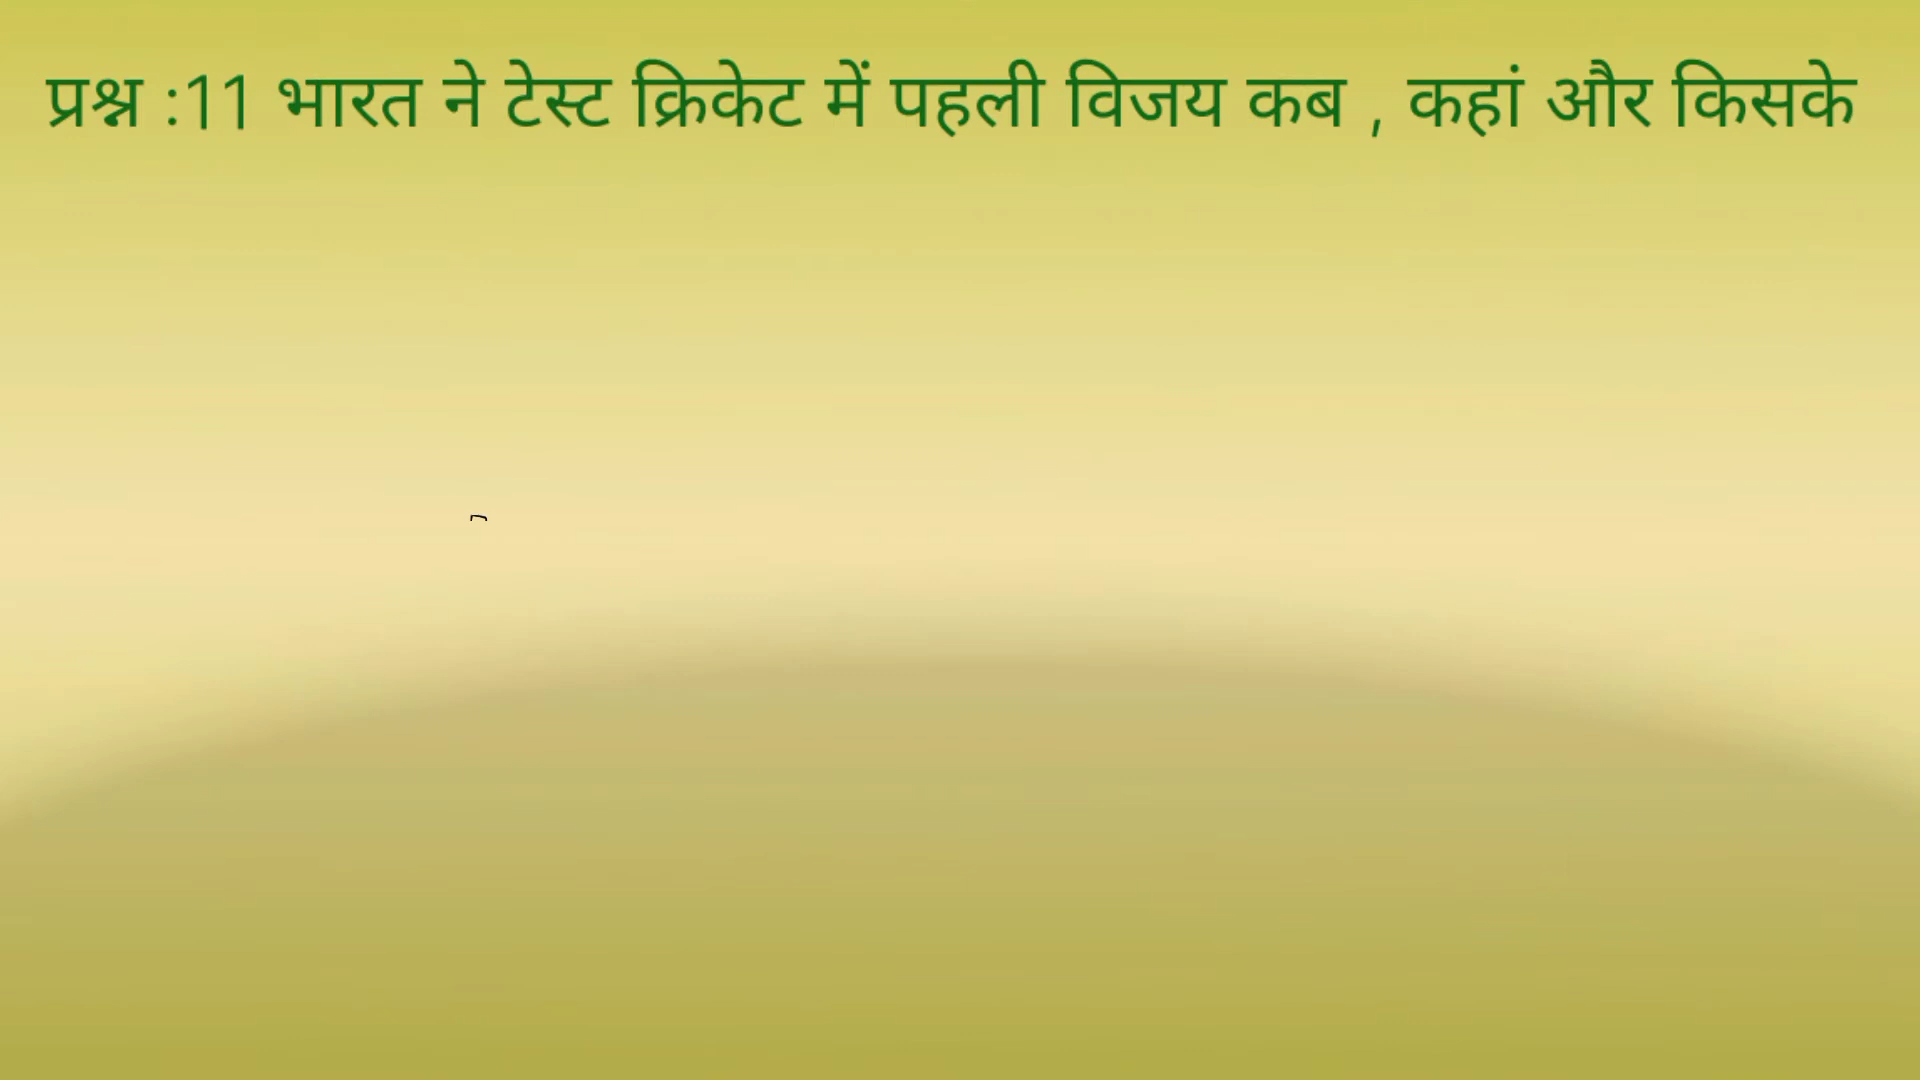 प्रश्न :11 भारत ने टेस्ट क्रिकेट में पहली विजय कब , कहां और किसके